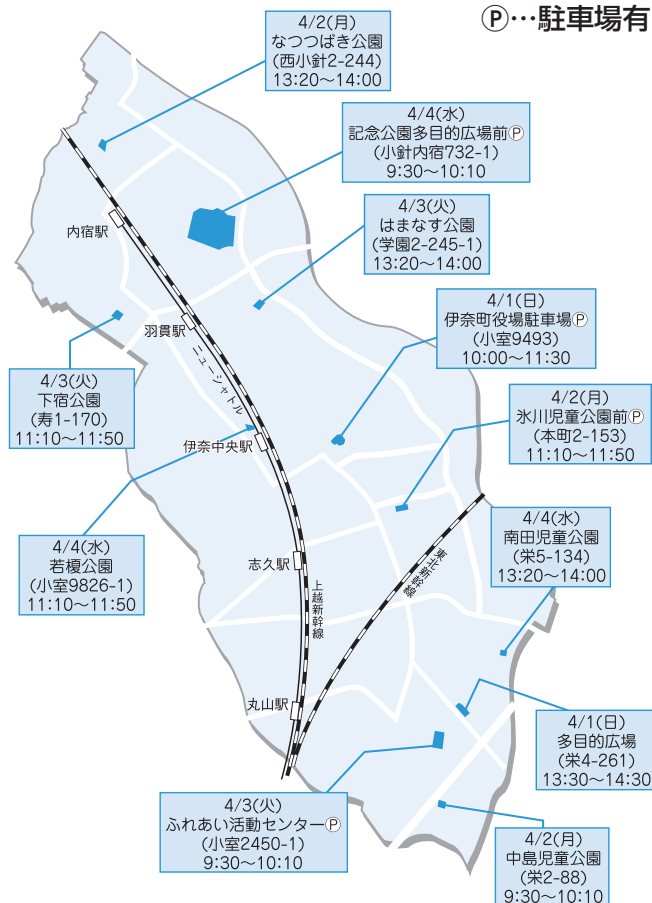 Ⓟ…駐車場有
4/2(月)
なつつばき公園
(西小針2-244)
13:20～14:00
4/4(水)
記念公園多目的広場前Ⓟ
(小針内宿732-1)
9:30～10:10
4/3(火)
はまなす公園
(学園2-245-1)
13:20～14:00
内宿駅
4/1(日)
伊奈町役場駐車場Ⓟ
(小室9493)
10:00～11:30
羽貫駅
ニューシャトル
4/3(火)
下宿公園
(寿1-170)
11:10～11:50
4/2(月)
氷川児童公園前Ⓟ
(本町2-153)
11:10～11:50
伊奈中央駅
4/4(水)
若榎公園
(小室9826-1)
11:10～11:50
4/4(水)
南田児童公園
(栄5-134)
13:20～14:00
志久駅
上越新幹線
東北新幹線
丸山駅
4/1(日)
多目的広場
(栄4-261)
13:30～14:30
4/3(火)
ふれあい活動センターⓅ
(小室2450-1)
9:30～10:10
4/2(月)
中島児童公園
(栄2-88)
9:30～10:10